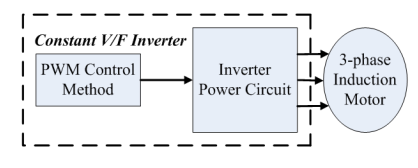 Constant V/F Inverter
PWM Control
Method
Inverter
Power Circuit
3-phase
Induction
Motor